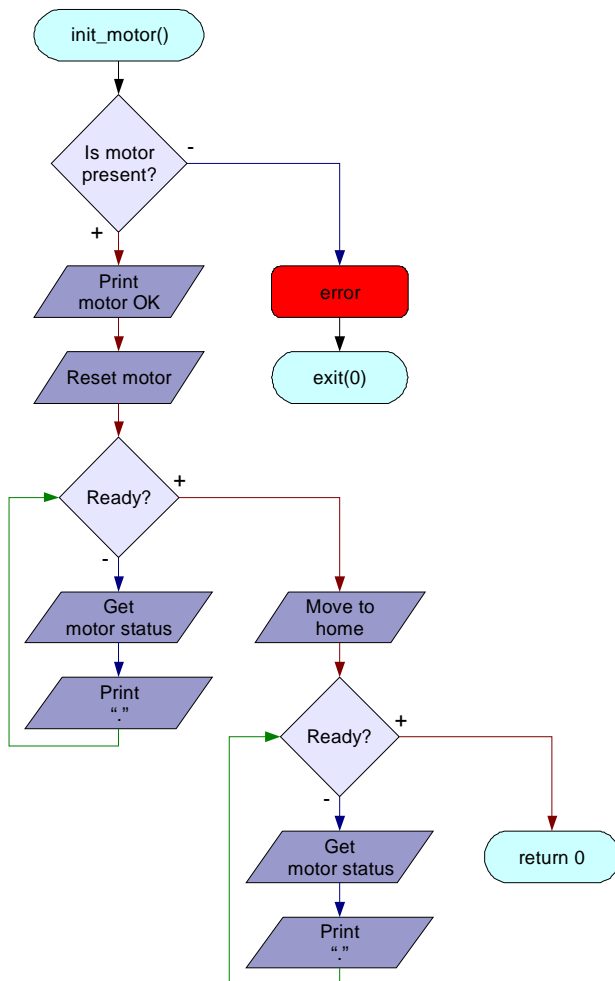 init_motor()
Is motor
present?
-
+
Print
motor OK
error
Reset motor
exit(0)
Ready?
+
-
Get
motor status
Move to
home
Print
“.”
Ready?
+
-
Get
motor status
return 0
Print
“.”